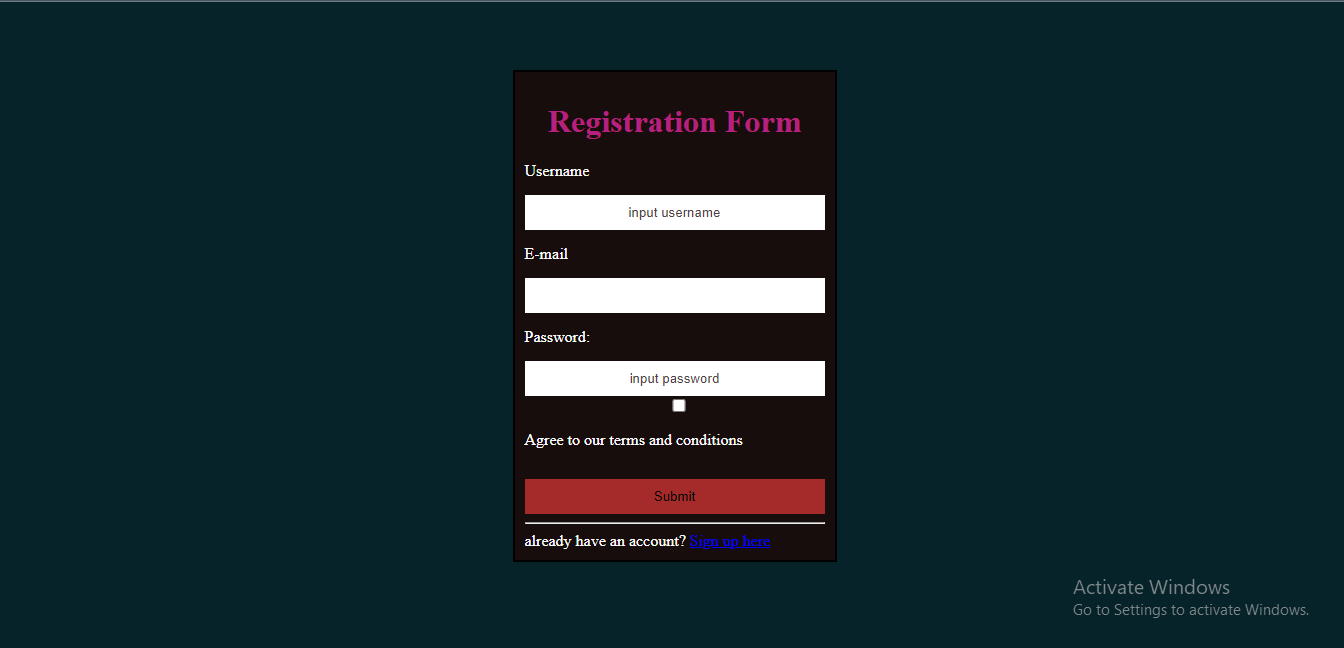 Registration Form
Username
input username
E-mail
Password:
input password
Agree to our terms and conditions
Submit
already have an account? Sign up here
Activate Windows
Go to Settings to activate Windows.